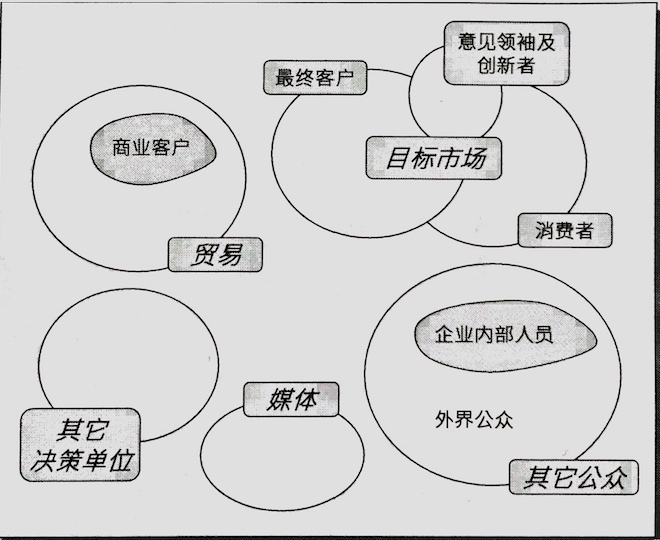 意见领袖及
创新者
最终客户
商业客户
目标市场
消费者
贸易
企业内部人员
媒体
外界公众
其它
决策单位
其它公众